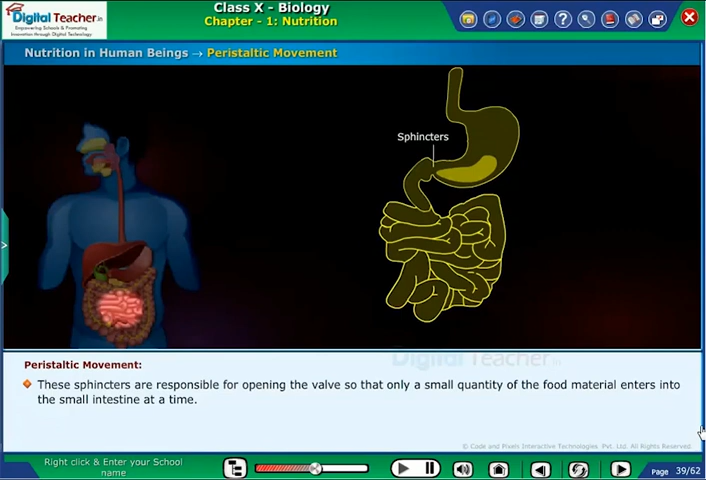 Digital Teacher.in
Empowering Schools & Promoting
Innovation through Digital Technology
Class X - Biology
Chapter - 1: Nutrition
Nutrition in Human Beings → Peristaltic Movement
Sphincters
Digital Teacher.in
Peristaltic Movement:
These sphincters are responsible for opening the valve so that only a small quantity of the food material enters into
the small intestine at a time.
© Code and Pixels Interactive Technologies Pvt. Ltd. All Rights Reserved.
Right click & Enter your School
name
Page 39/62